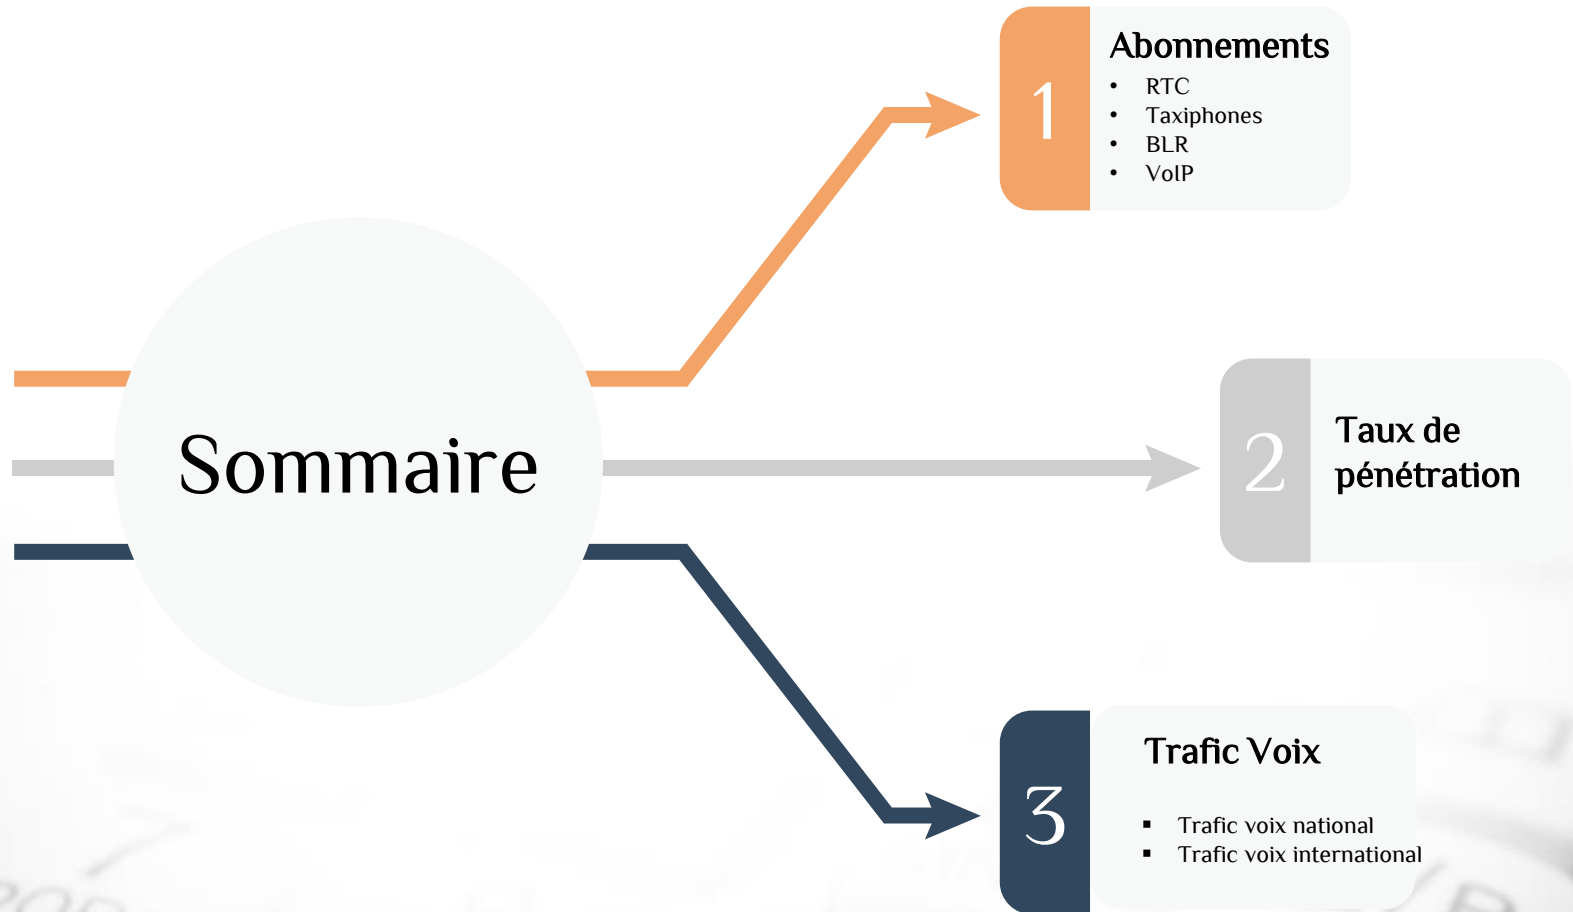 Sommaire
1
Abonnements
• RTC
• Taxiphones
• BLR
• VoIP
2
Taux de
pénétration
3
Trafic Voix
▪ Trafic voix national
▪ Trafic voix international